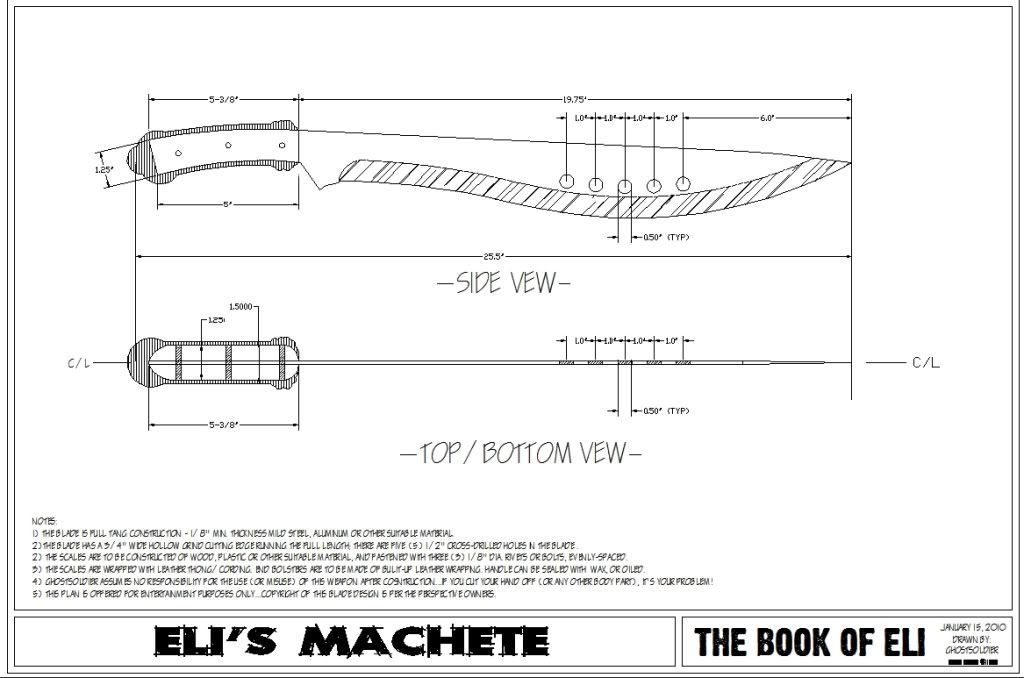 5-3/8"
19.75"
1.0" 1.0" 1.0" 1.0" 6.0"
1.25"
5"
0.50" (TYP)
25.5"
-SIDE VIEW-
1.5000
1.25"
1.0" 1.0" 1.0" 1.0"
C/L
C/L
0.50" (TYP)
5-3/8"
-TOP / BOTTOM VIEW-
NOTES:
1) THE BLADE IS FULL TANG CONSTRUCTION - 1/8" MIN. THICKNESS MILD STEEL, ALUMINUM OR OTHER SUITABLE MATERIAL.
2) THE BLADE HAS A 3/4" WIDE HOLLOW GRIND CUTTING EDGE RUNNING THE FULL LENGTH; THERE ARE FIVE (5) 1/2" CROSS-DRILLED HOLES IN THE BLADE.
2) THE SCALES ARE TO BE CONSTRUCTED OF WOOD, PLASTIC OR OTHER SUITABLE MATERIAL, AND FASTENED WITH THREE (3) 1/8" DIA. RIVETS OR BOLTS, EVENLY-SPACED.
3) THE SCALES ARE WRAPPED WITH LEATHER THONG/ CORDING. END BOLSTERS ARE TO BE MADE OF BULIT-UP LEATHER WRAPPING. HANDLE CAN BE SEALED WITH WAX, OR OILED.
4) GHOSTSOLDIER ASSUMES NO RESPONSIBILITY FOR THE USE (OR MISUSE) OF THIS WEAPON AFTER COSNTRUCTION...IF YOU CUT YOUR HAND OFF (OR ANY OTHER BODY PART), IT'S YOUR PROBLEM!
5) THIS PLAN IS OFFERED FOR ENTERTAINMENT PURPOSES ONLY...COPYRIGHT OF THIS BLADE DESIGN IS PER THE PERSPECTIVE OWNERS.
ELI'S MACHETE
THE BOOK OF ELI
JANUARY 15, 2010
DRAWN BY:
GHOSTSOLDIER